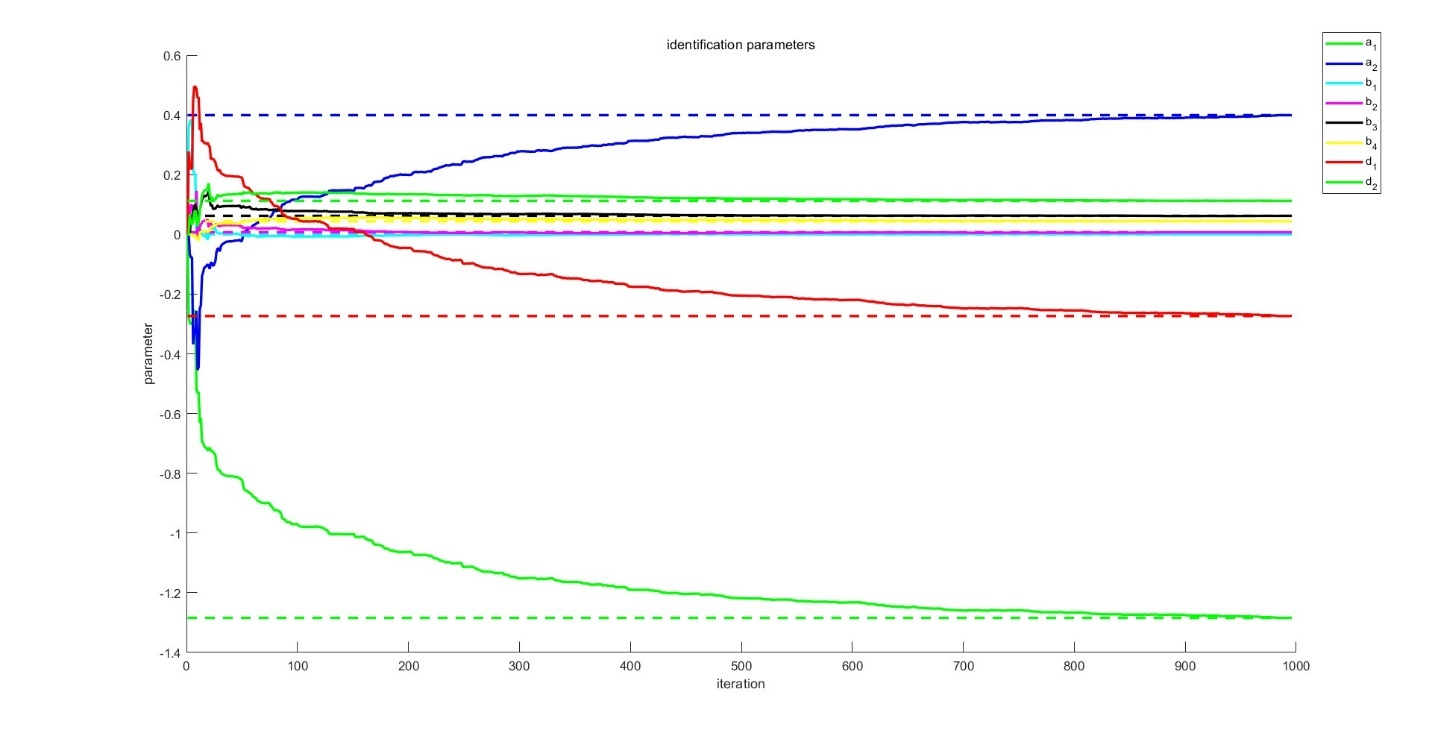 identification parameters
0.6
0.4
0.2
0
-0.2
-0.4
-0.6
-0.8
-1
-1.2
-1.4
parameter
0 100 200 300 400 500 600 700 800 900 1000
iteration
a1
a2
b1
b2
b3
b4
d1
d2